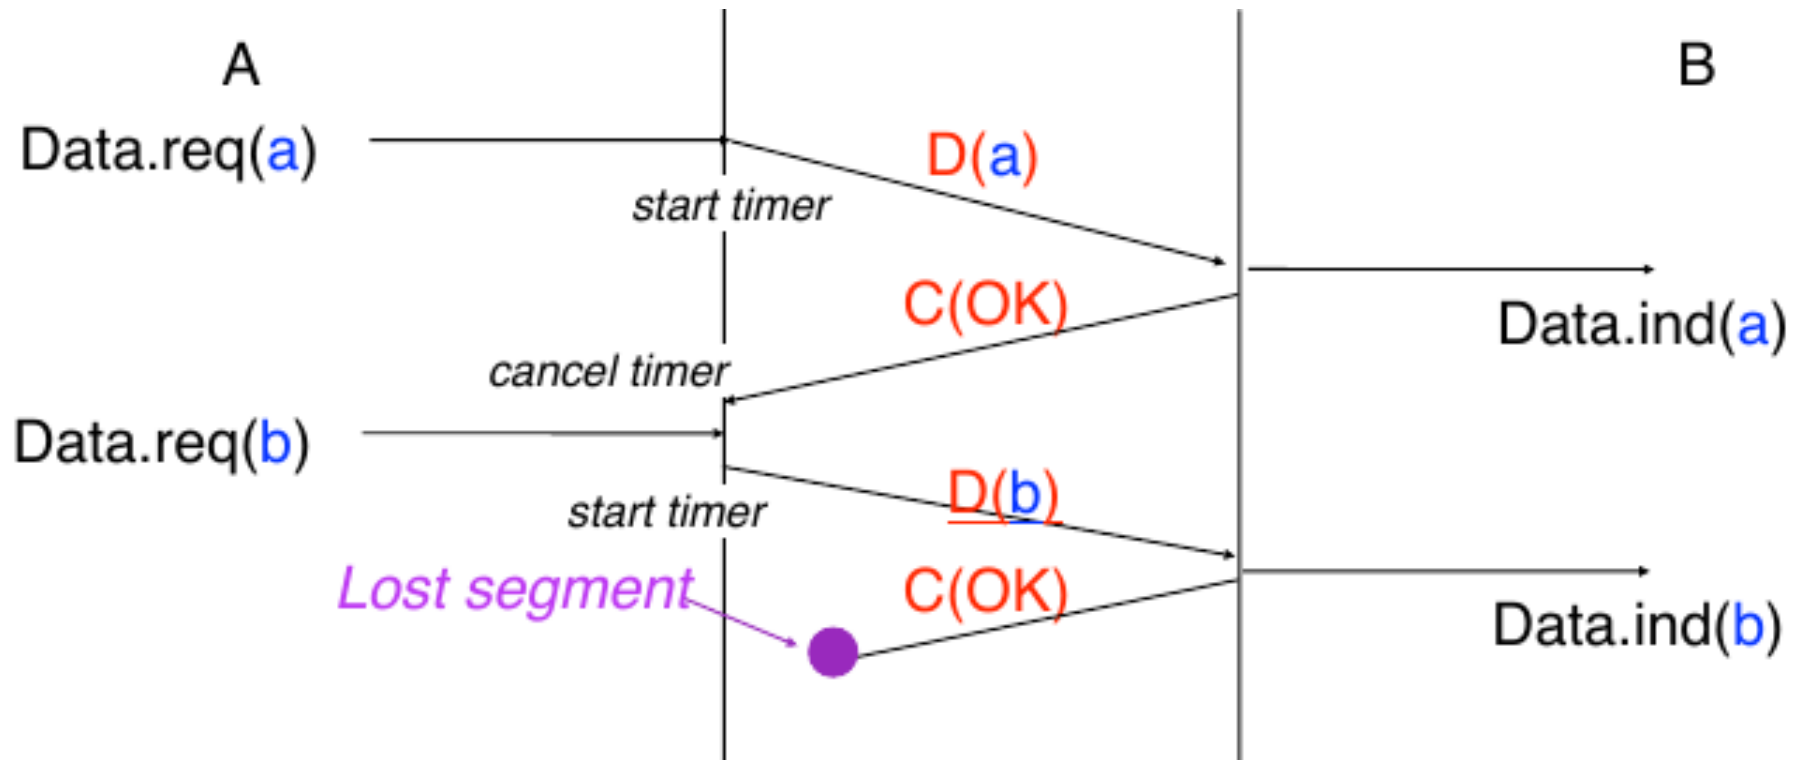 A
B
Data.req(a)
D(a)
start timer
C(OK)
Data.ind(a)
cancel timer
Data.req(b)
D(b)
start timer
Lost segment
C(OK)
Data.ind(b)